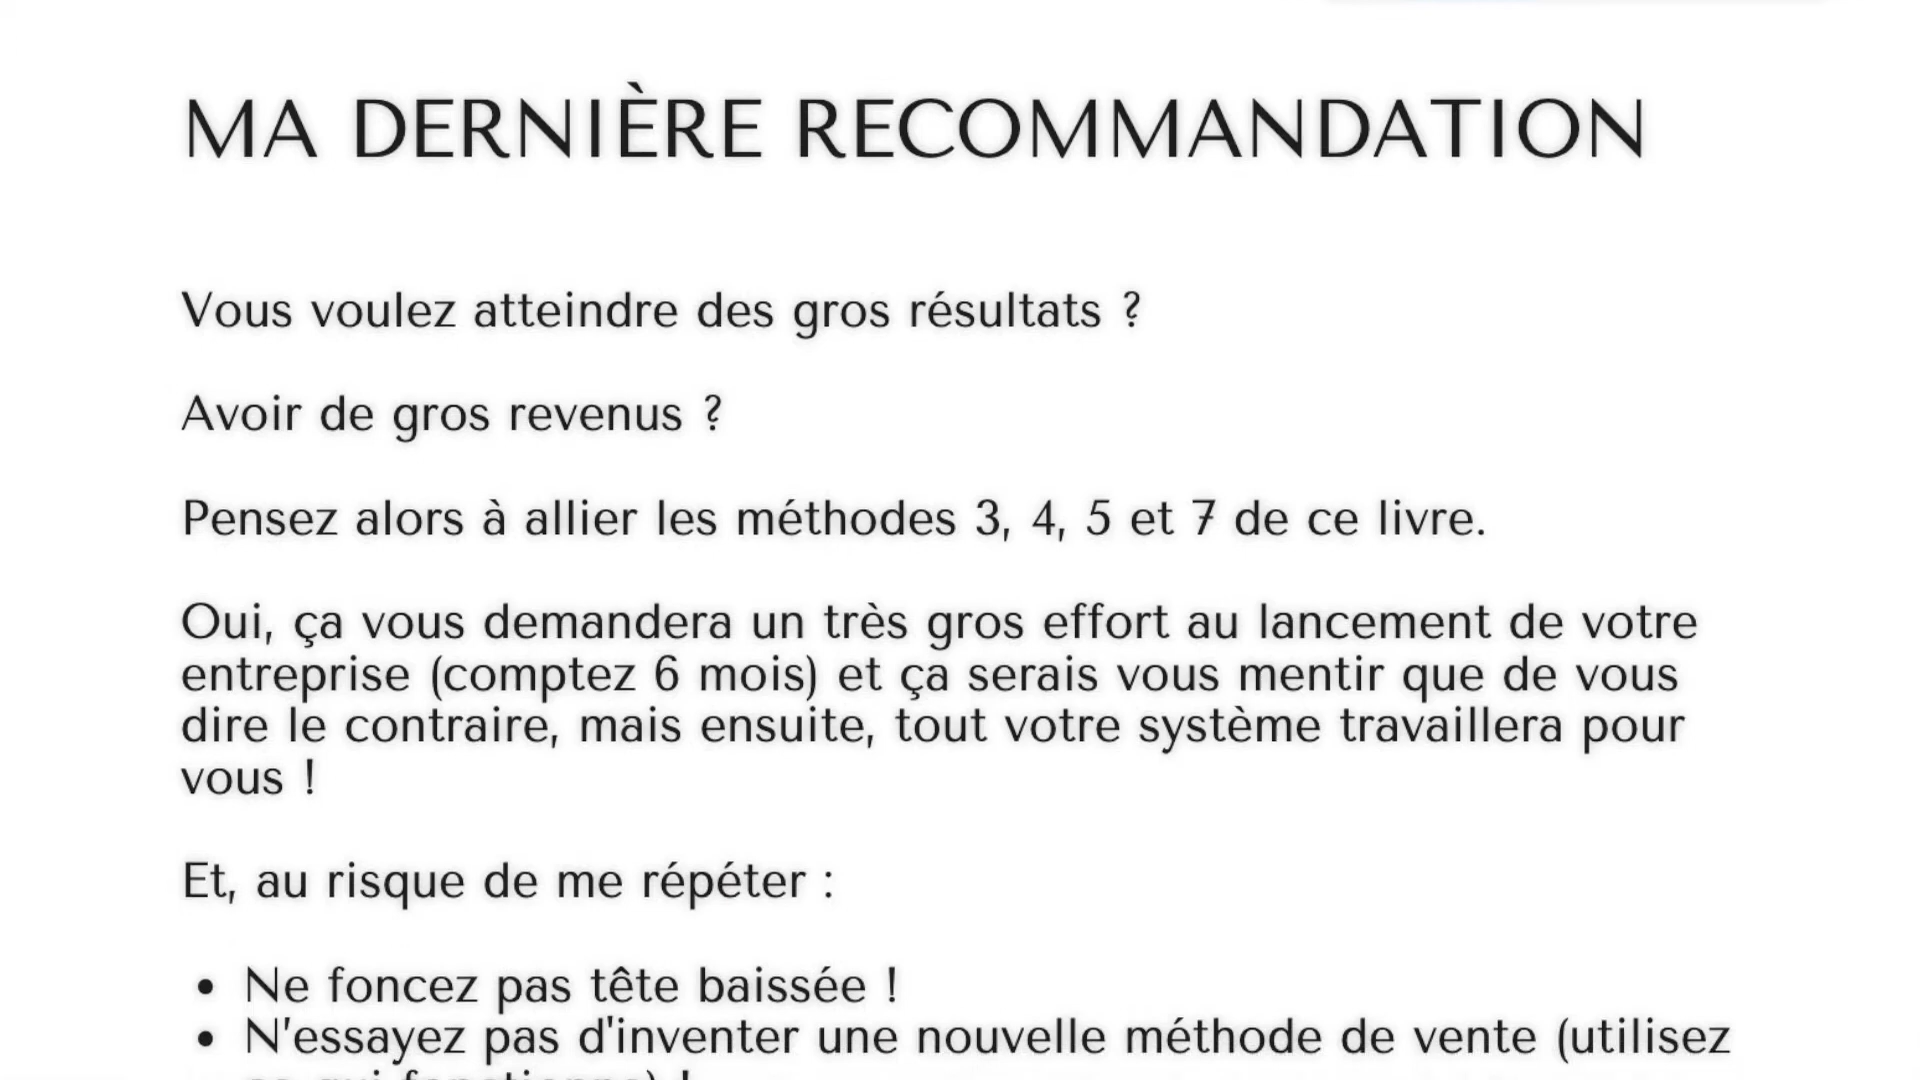 MA DERNIÈRE RECOMMANDATION
Vous voulez atteindre des gros résultats ?
Avoir de gros revenus ?
Pensez alors à allier les méthodes 3, 4, 5 et 7 de ce livre.
Oui, ça vous demandera un très gros effort au lancement de votre
entreprise (comptez 6 mois) et ça serais vous mentir que de vous
dire le contraire, mais ensuite, tout votre système travaillera pour
vous !
Et, au risque de me répéter :
• Ne foncez pas tête baissée !
• N'essayez pas d'inventer une nouvelle méthode de vente (utilisez